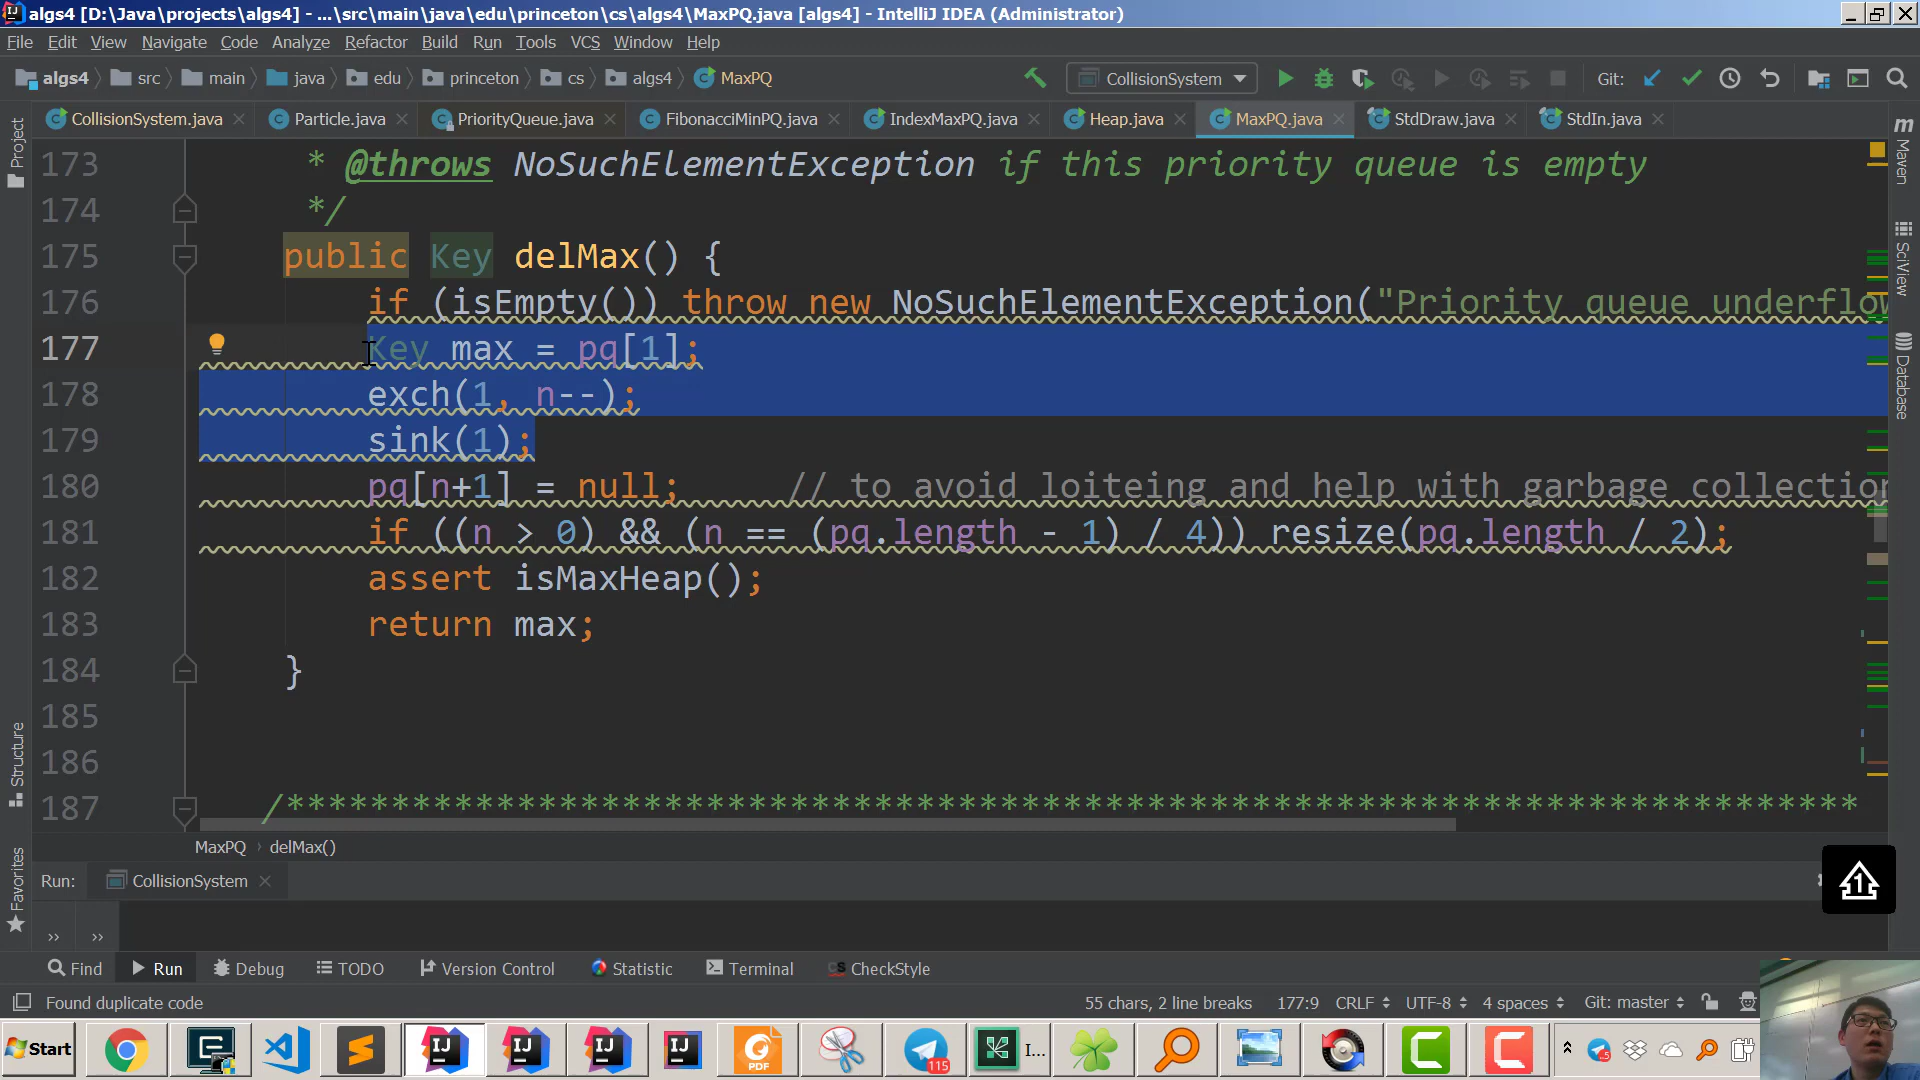 algs4 [D:\Java\projects\algs4] - ...\src\main\java\edu\princeton\cs\algs4\MaxPQ.java [algs4] - IntelliJ IDEA (Administrator)
File Edit View Navigate Code Analyze Refactor Build Run Tools VCS Window Help
algs4 src main java edu princeton cs algs4 MaxPQ CollisionSystem Git:
CollisionSystem.java Particle.java PriorityQueue.java FibonacciMinPQ.java IndexMaxPQ.java Heap.java MaxPQ.java StdDraw.java StdIn.java
Project
Structure
Favorites
173 * @throws NoSuchElementException if this priority queue is empty
174 */
175 public Key delMax() {
176 if (isEmpty()) throw new NoSuchElementException("Priority queue underflow
177 Key max = pq[1];
178 exch(1, n--);
179 sink(1);
180 pq[n+1] = null; // to avoid loiteing and help with garbage collection
181 if ((n > 0) && (n == (pq.length - 1) / 4)) resize(pq.length / 2);
182 assert isMaxHeap();
183 return max;
184 }
185
186
187 /***************************************************************************
Maven
SciView
Database
MaxPQ › delMax()
Run: CollisionSystem
Find Run Debug TODO Version Control Statistic Terminal CheckStyle
Found duplicate code 55 chars, 2 line breaks 177:9 CRLF UTF-8 4 spaces Git: master
Start IJ IJ IJ IJ PDF 115 I...